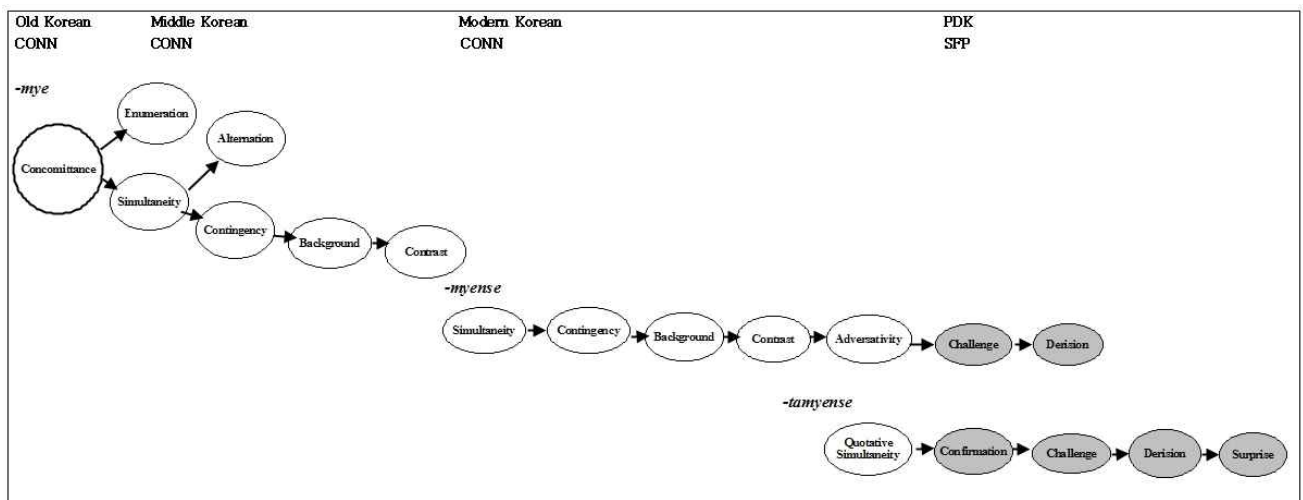 Old Korean Middle Korean Modern Korean PDK
CONN CONN CONN SFP
-mye
Enumeration
Alternation
Concomittance
Simultaneity
Contingency
Background
Contrast
-myense
Simultaneity Contingency Background Contrast Adversativity Challenge Derision
-tamyense
Quotative
Simultaneity Confirmation Challenge Derision Surprise